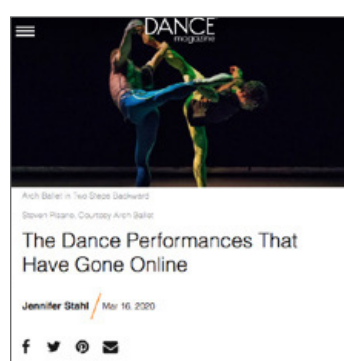 DANCE
magazine
Arch Ballet in Two Steps Backward
Steven Pisano, Courtesy Arch Ballet
The Dance Performances That
Have Gone Online
Jennifer Stahl / Mar 16, 2020